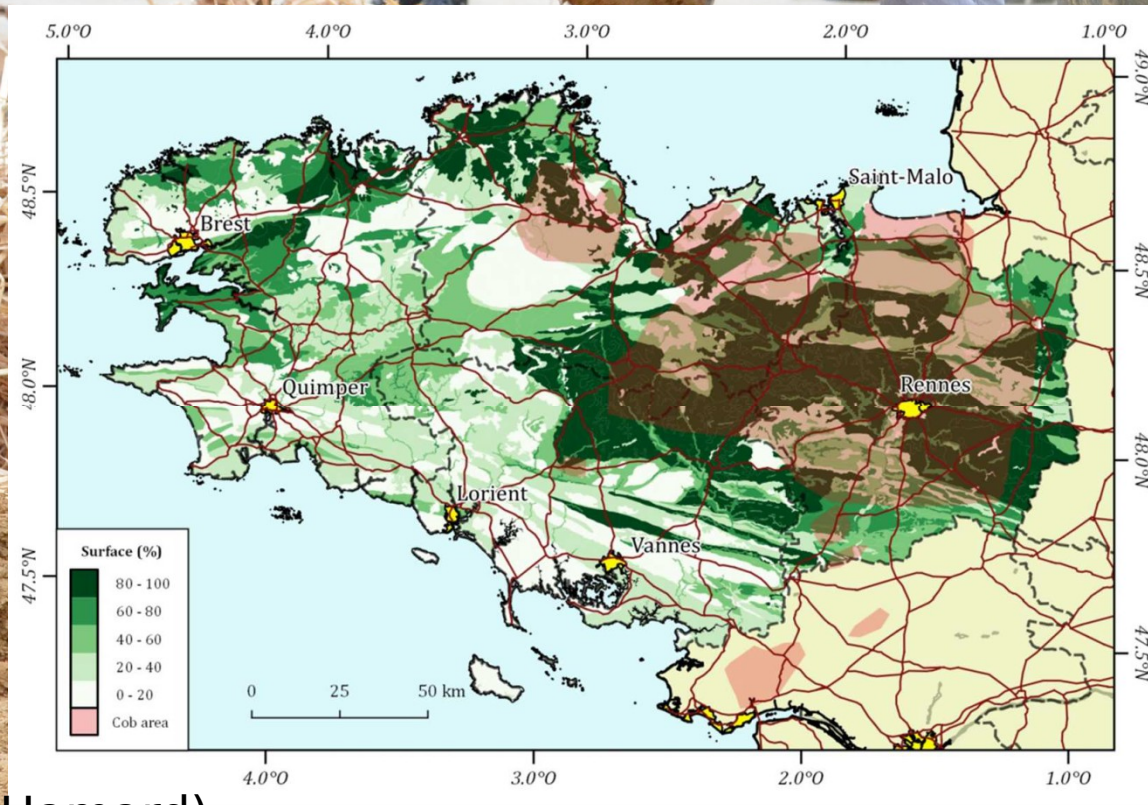 5.0°O 4.0°O 3.0°O 2.0°O 1.0°O
49.0°N
48.5°N
Saint-Malo
Brest
48.5°N
48.0°N
Rennes
Quimper
48.0°N
Lorient
Vannes
47.5°N
Surface (%)
80 - 100
60 - 80
40 - 60
20 - 40
0 - 20
Cob area
0 25 50 km
47.5°N
4.0°O 3.0°O 2.0°O 1.0°O